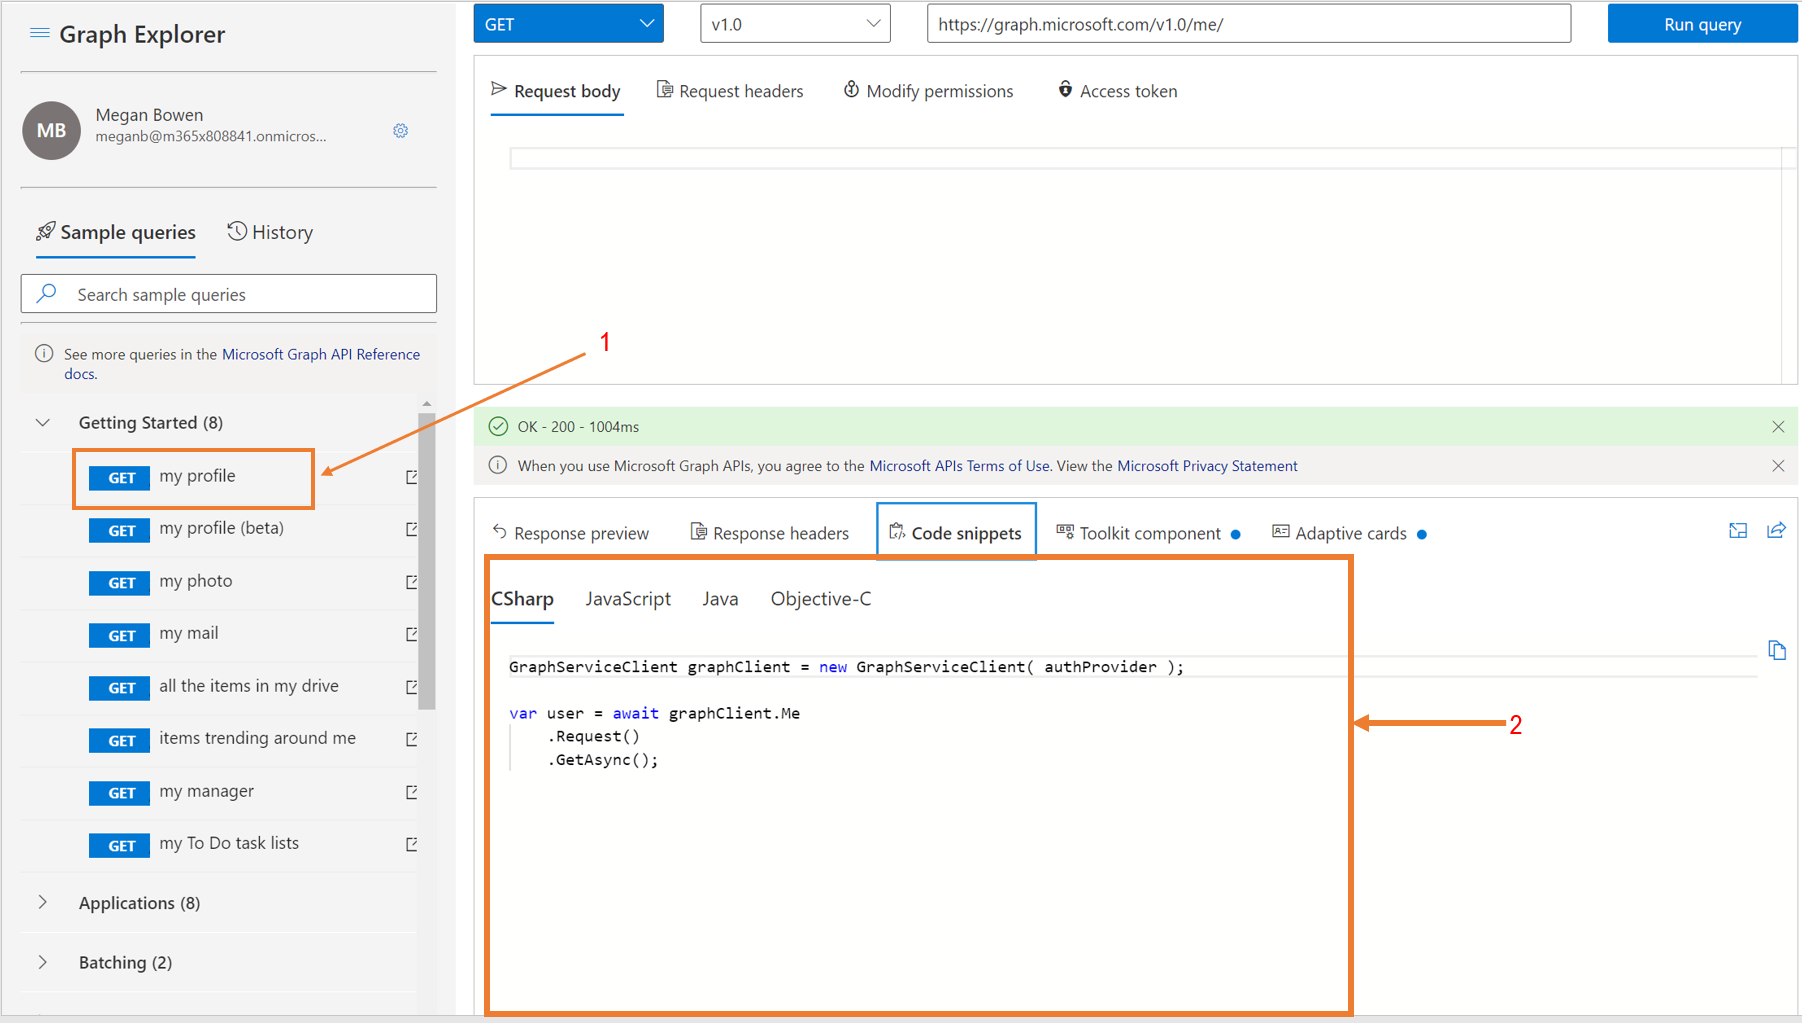 Graph Explorer
MB
Megan Bowen
meganb@m365x808841.onmicros...
Sample queries
History
Search sample queries
See more queries in the Microsoft Graph API Reference
docs.
Getting Started (8)
GET my profile
GET my profile (beta)
GET my photo
GET my mail
GET all the items in my drive
GET items trending around me
GET my manager
GET my To Do task lists
Applications (8)
Batching (2)
1
GET
v1.0
https://graph.microsoft.com/v1.0/me/
Run query
Request body
Request headers
Modify permissions
Access token
OK - 200 - 1004ms
When you use Microsoft Graph APIs, you agree to the Microsoft APIs Terms of Use. View the Microsoft Privacy Statement
Response preview
Response headers
Code snippets
Toolkit component
Adaptive cards
CSharp
JavaScript
Java
Objective-C
GraphServiceClient graphClient = new GraphServiceClient( authProvider );
var user = await graphClient.Me
.Request()
.GetAsync();
2